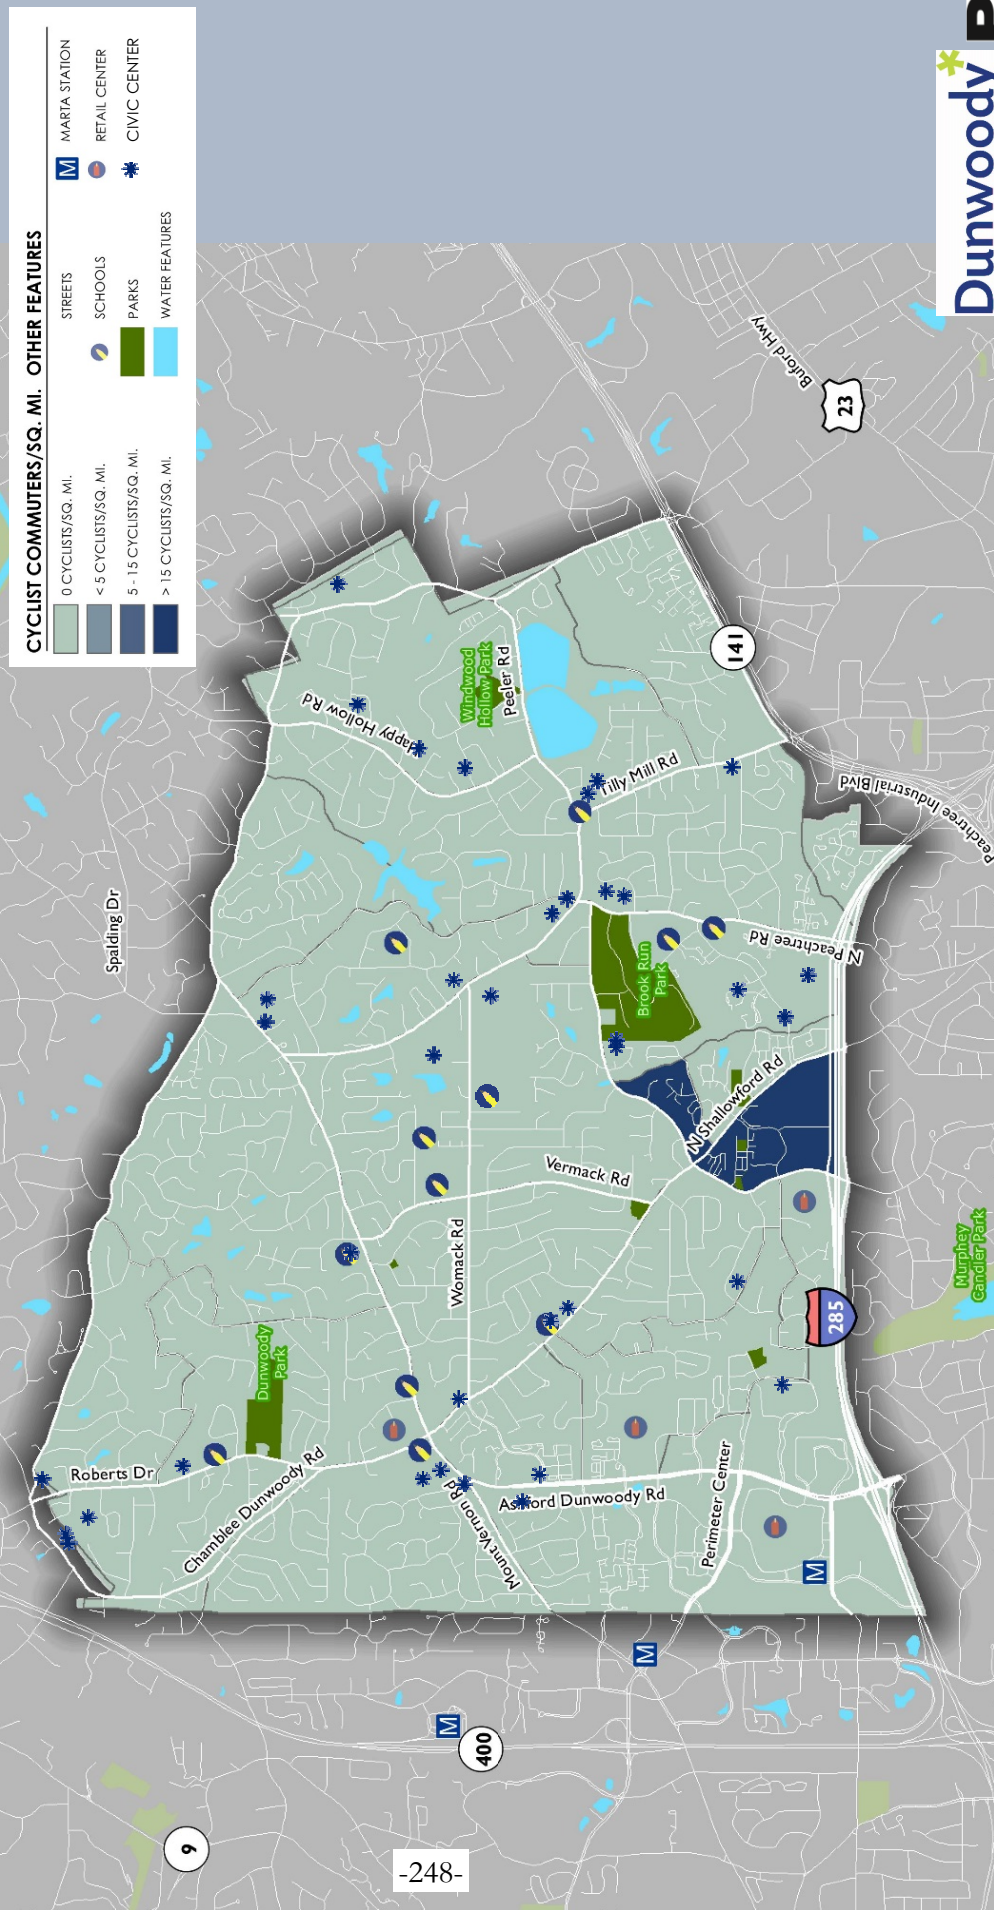 CYCLIST COMMUTERS/SQ. MI.
0 CYCLISTS/SQ. MI.
< 5 CYCLISTS/SQ. MI.
5 - 15 CYCLISTS/SQ. MI.
> 15 CYCLISTS/SQ. MI.
OTHER FEATURES
STREETS
SCHOOLS
PARKS
WATER FEATURES
M MARTA STATION
RETAIL CENTER
CIVIC CENTER
Dunwoody
9
400
M
M
M
Roberts Dr
Chamblee Dunwoody Rd
Dunwoody
Park
Mount Vernon Rd
Ashford Dunwoody Rd
Perimeter Center
Womack Rd
Vermack Rd
Spalding Dr
N Shallowford Rd
285
Murphey
Candler Park
Brook Run
Park
N Peachtree Rd
Happy Hollow Rd
Windwood
Hollow Park
Peeler Rd
Tilly Mill Rd
141
Peachtree Industrial Blvd
Buford Hwy
23
-248-